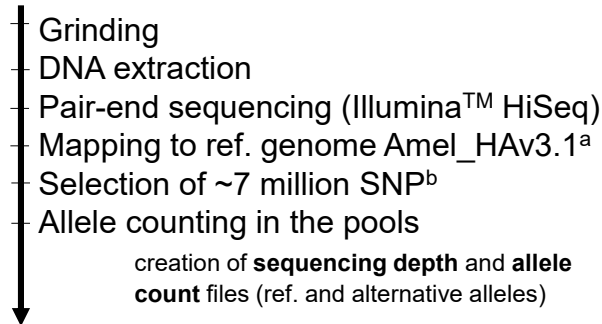 Grinding
DNA extraction
Pair-end sequencing (Illumina™ HiSeq)
Mapping to ref. genome Amel_HAv3.1ᵃ
Selection of ~7 million SNPᵇ
Allele counting in the pools
creation of sequencing depth and allele
count files (ref. and alternative alleles)